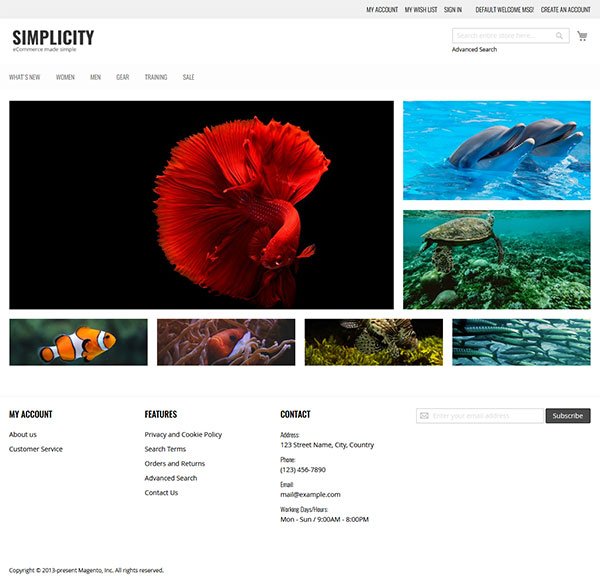 MY ACCOUNT MY WISH LIST SIGN IN DEFAULT WELCOME MSG! CREATE AN ACCOUNT
SIMPLICITY
eCommerce made simple
Search entire store here...
Advanced Search
WHAT'S NEW WOMEN MEN GEAR TRAINING SALE
MY ACCOUNT
About us
Customer Service
FEATURES
Privacy and Cookie Policy
Search Terms
Orders and Returns
Advanced Search
Contact Us
CONTACT
Address:
123 Street Name, City, Country
Phone:
(123) 456-7890
Email:
mail@example.com
Working Days/Hours:
Mon - Sun / 9:00AM - 8:00PM
Enter your email address Subscribe
Copyright © 2013-present Magento, Inc. All rights reserved.